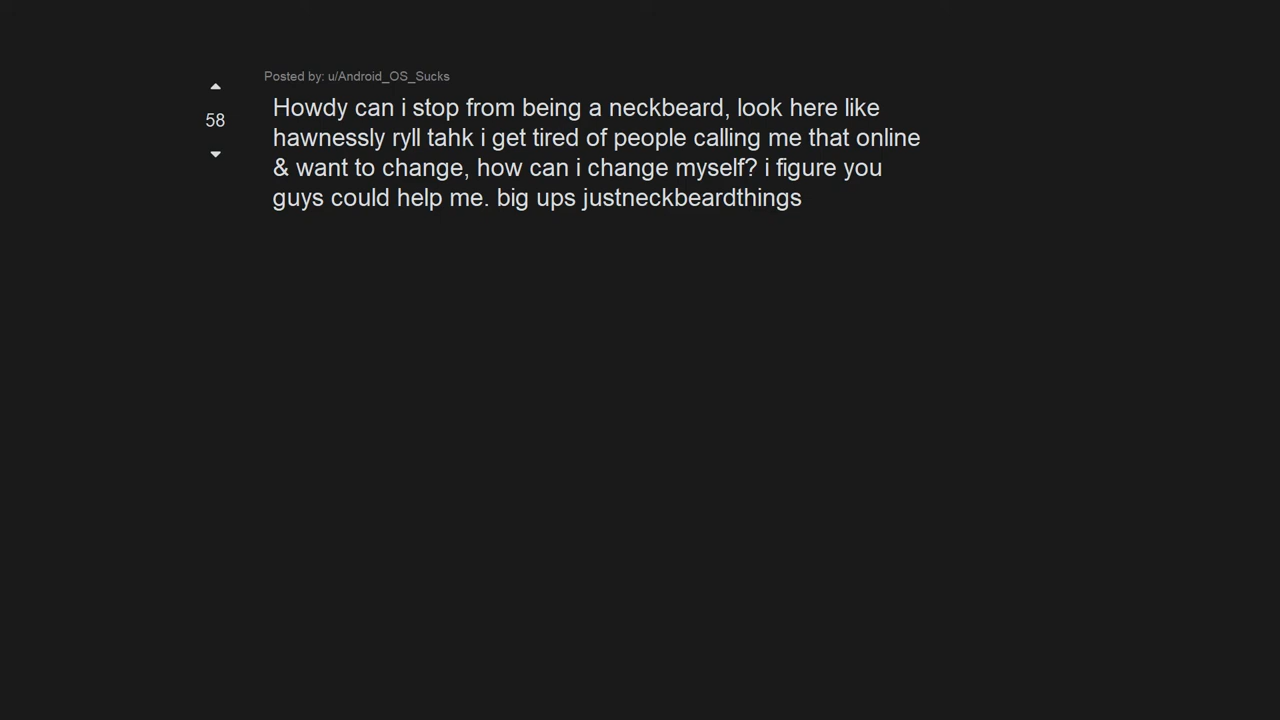 Posted by: u/Android_OS_Sucks
58
Howdy can i stop from being a neckbeard, look here like
hawnessly ryll tahk i get tired of people calling me that online
& want to change, how can i change myself? i figure you
guys could help me. big ups justneckbeardthings